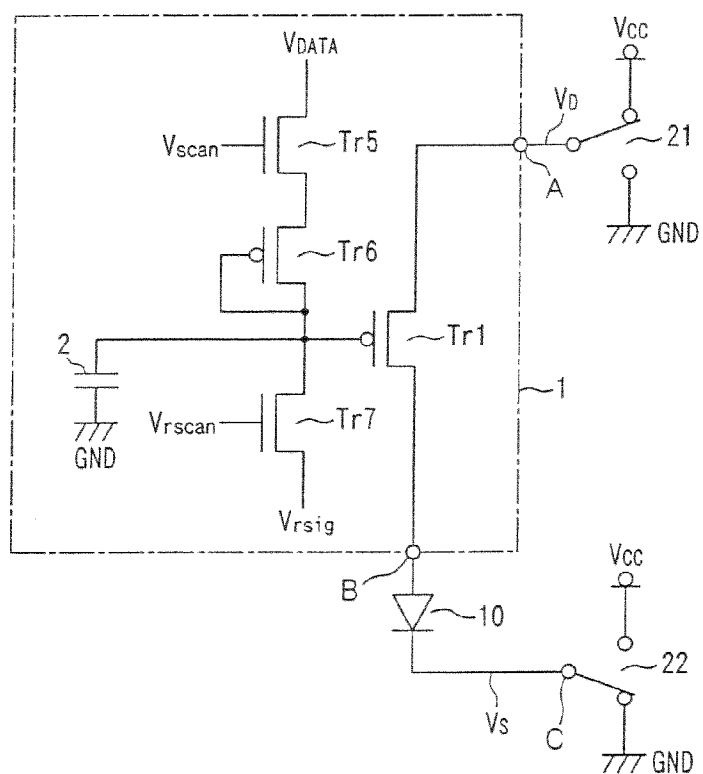 VDATA
VCC
VD
Vscan
Tr5
21
A
GND
Tr6
2
Tr1
1
Vrscan
Tr7
GND
Vrsig
B
VCC
10
22
VS
C
GND